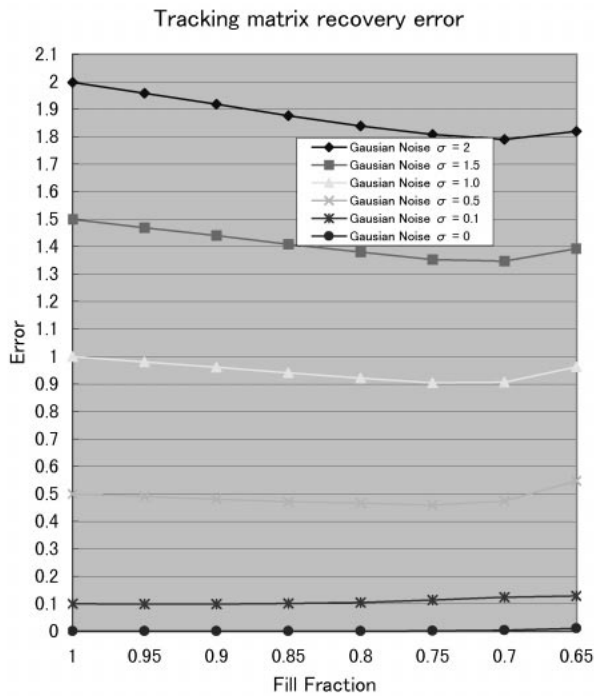 Tracking matrix recovery error
2.1
2
1.9
1.8
1.7
1.6
1.5
1.4
1.3
1.2
1.1
1
0.9
0.8
0.7
0.6
0.5
0.4
0.3
0.2
0.1
0
Error
Gausian Noise σ = 2
Gausian Noise σ = 1.5
Gausian Noise σ = 1.0
Gausian Noise σ = 0.5
Gausian Noise σ = 0.1
Gausian Noise σ = 0
1 0.95 0.9 0.85 0.8 0.75 0.7 0.65
Fill Fraction